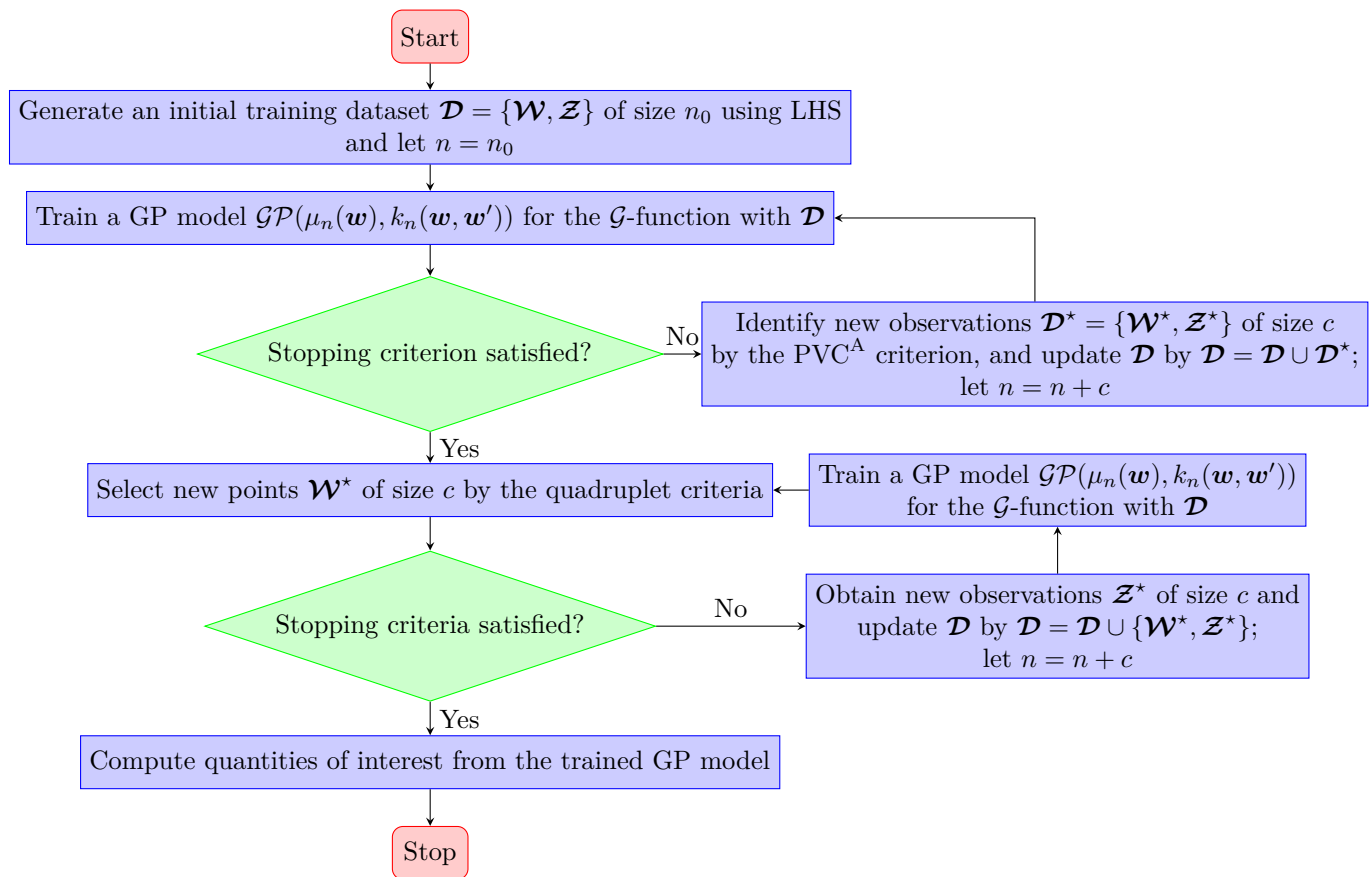 Start
Generate an initial training dataset 𝓓 = {𝓦, 𝓩} of size n₀ using LHS
and let n = n₀
Train a GP model 𝒢𝒫(μₙ(𝒘), kₙ(𝒘, 𝒘′)) for the 𝒢-function with 𝓓
Stopping criterion satisfied?
No
Identify new observations 𝓓⋆ = {𝓦⋆, 𝓩⋆} of size c
by the PVCᴬ criterion, and update 𝓓 by 𝓓 = 𝓓 ∪ 𝓓⋆;
let n = n + c
Yes
Select new points 𝓦⋆ of size c by the quadruplet criteria
Train a GP model 𝒢𝒫(μₙ(𝒘), kₙ(𝒘, 𝒘′))
for the 𝒢-function with 𝓓
Stopping criteria satisfied?
No
Obtain new observations 𝓩⋆ of size c and
update 𝓓 by 𝓓 = 𝓓 ∪ {𝓦⋆, 𝓩⋆};
let n = n + c
Yes
Compute quantities of interest from the trained GP model
Stop